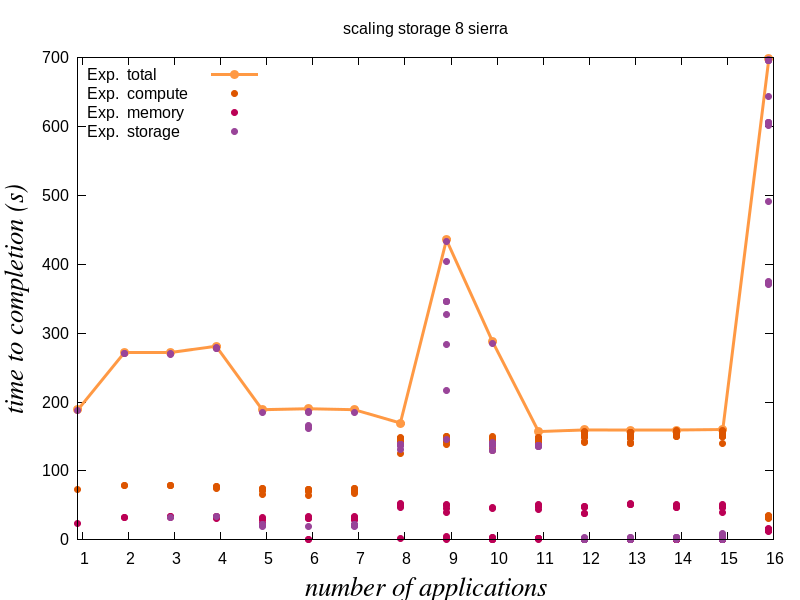 scaling storage 8 sierra
700
600
500
400
300
200
100
0
Exp. total
Exp. compute
Exp. memory
Exp. storage
time to completion (s)
1 2 3 4 5 6 7 8 9 10 11 12 13 14 15 16
number of applications